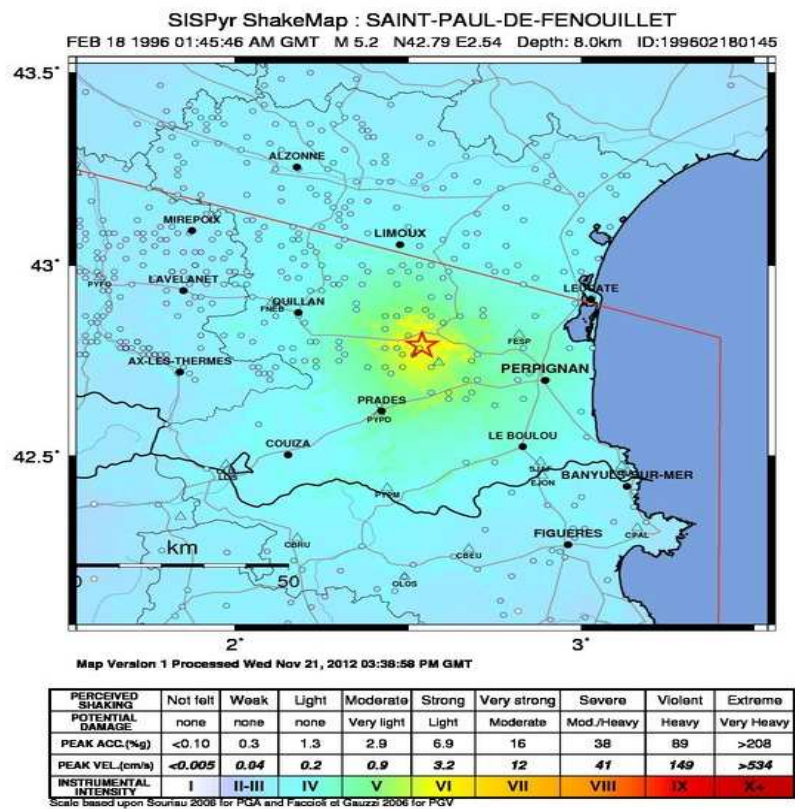 SISPyr ShakeMap : SAINT-PAUL-DE-FENOUILLET
FEB 18 1996 01:45:46 AM GMT M 5.2 N42.79 E2.54 Depth: 8.0km ID:199602180145
43.5°
ALZONNE
MIREPOIX
LIMOUX
43°
LAVELANET
PYFO
QUILLAN
FNEB
LEUCATE
FESP
AX-LES-THERMES
PERPIGNAN
PRADES
PYPD
LE BOULOU
COUIZA
42.5°
SJAF
EJON
BANYULS-SUR-MER
PYPM
FIGUERES
CPAL
CBRU
CBEU
OLOS
km
0 50
2° 3°
Map Version 1 Processed Wed Nov 21, 2012 03:38:58 PM GMT
PERCEIVED SHAKING Not felt Weak Light Moderate Strong Very strong Severe Violent Extreme
POTENTIAL DAMAGE none none none Very light Light Moderate Mod./Heavy Heavy Very Heavy
PEAK ACC.(%g) <0.10 0.3 1.3 2.9 6.9 16 38 89 >208
PEAK VEL.(cm/s) <0.005 0.04 0.2 0.9 3.2 12 41 149 >534
INSTRUMENTAL INTENSITY I II-III IV V VI VII VIII IX X+
Scale based upon Souriau 2006 for PGA and Faccioli et Gauzzi 2006 for PGV